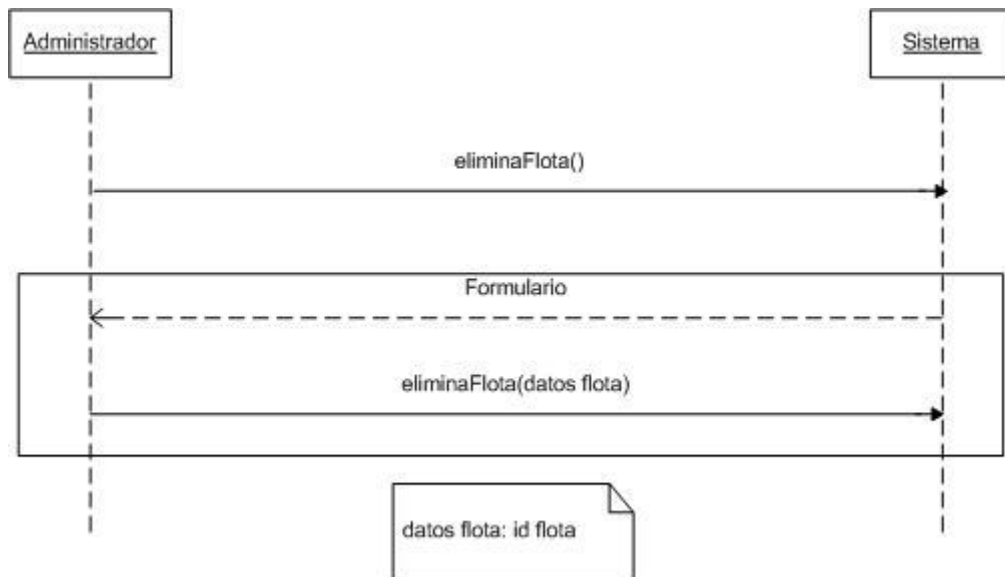 Administrador
Sistema
eliminaFlota()
Formulario
eliminaFlota(datos flota)
datos flota: id flota